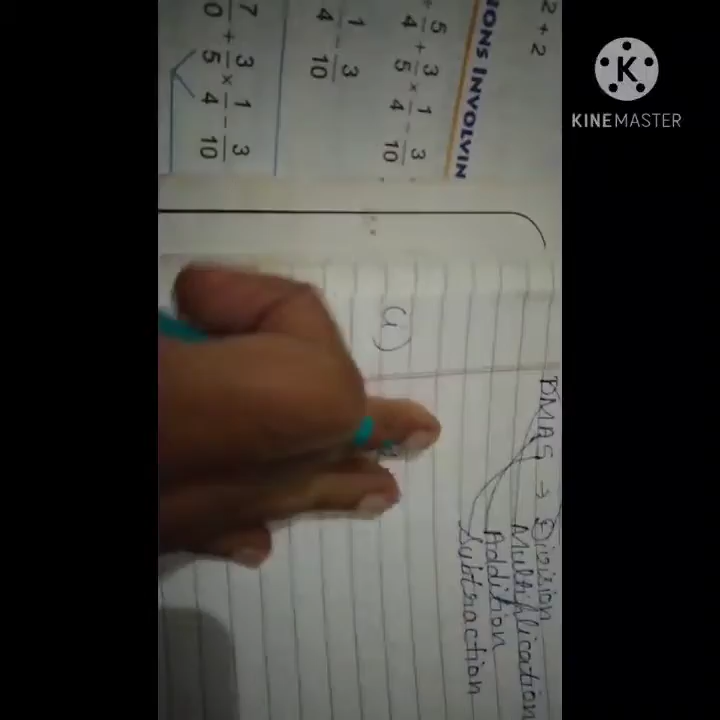 K
KINEMASTER
2 + 2
IONS INVOLVIN
÷ 5/4 + 3/5 × 1/4 − 3/10
1/4 − 3/10
7/0 + 3/5 × 1/4 − 3/10
DMAS → Division
Multiplication
Addition
Subtraction
(i)